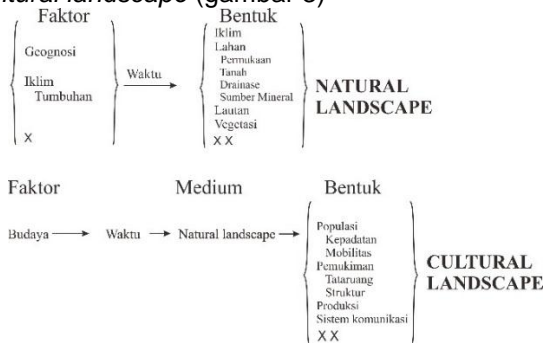 tural landscape (gambar 3)
Faktor Bentuk
Geognosi
Iklim
Tumbuhan
X
Waktu
Iklim
Lahan
Permukaan
Tanah
Drainase
Sumber Mineral
Lautan
Vegetasi
X X
NATURAL
LANDSCAPE
Faktor Medium Bentuk
Budaya Waktu Natural landscape
Populasi
Kepadatan
Mobilitas
Pemukiman
Tataruang
Struktur
Produksi
Sistem komunikasi
X X
CULTURAL
LANDSCAPE